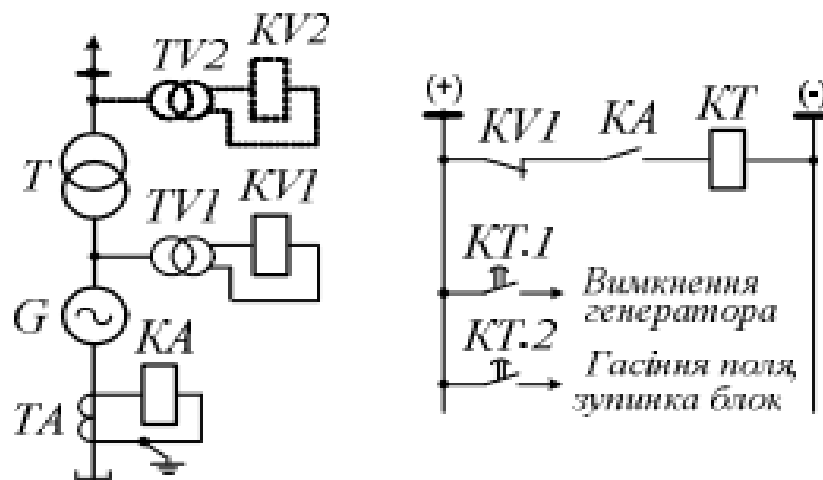 TV2
KV2
T
TV1
KV1
G
KA
TA
(+)
(-)
KV1
KA
KT
KT.1
Вимкнення
генератора
KT.2
Гасіння поля,
зупинка блок